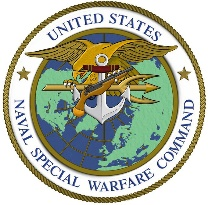 UNITED STATES
NAVAL SPECIAL WARFARE COMMAND